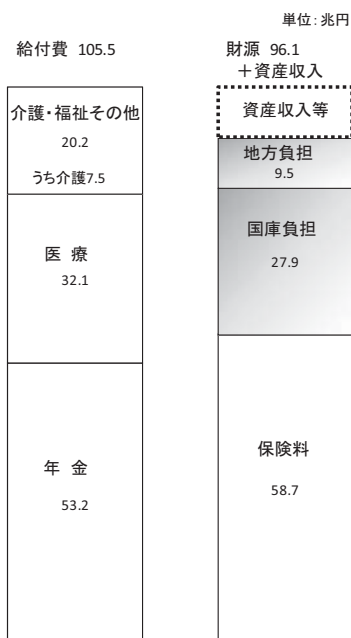 単位：兆円
給付費 105.5
介護・福祉その他
20.2
うち介護7.5
医 療
32.1
年 金
53.2
財源 96.1
＋資産収入
資産収入等
地方負担
9.5
国庫負担
27.9
保険料
58.7